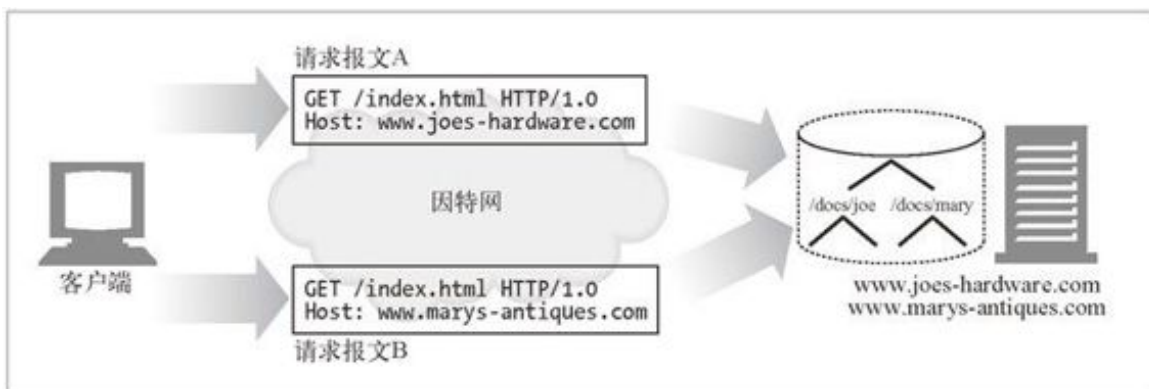 请求报文A
GET /index.html HTTP/1.0
Host: www.joes-hardware.com
因特网
客户端
/docs/joe /docs/mary
GET /index.html HTTP/1.0
Host: www.marys-antiques.com
请求报文B
www.joes-hardware.com
www.marys-antiques.com